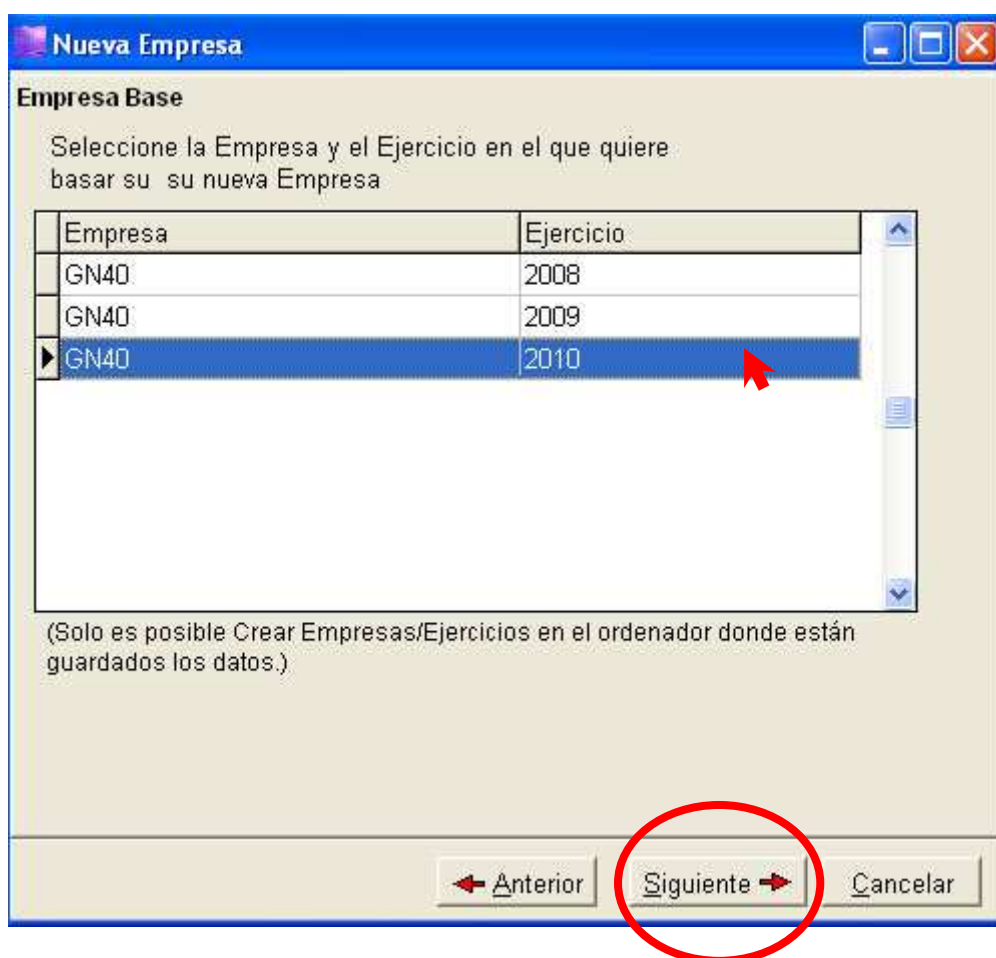 Nueva Empresa
Empresa Base
Seleccione la Empresa y el Ejercicio en el que quiere
basar su su nueva Empresa
Empresa Ejercicio
GN40 2008
GN40 2009
GN40 2010
(Solo es posible Crear Empresas/Ejercicios en el ordenador donde están
guardados los datos.)
Anterior Siguiente Cancelar